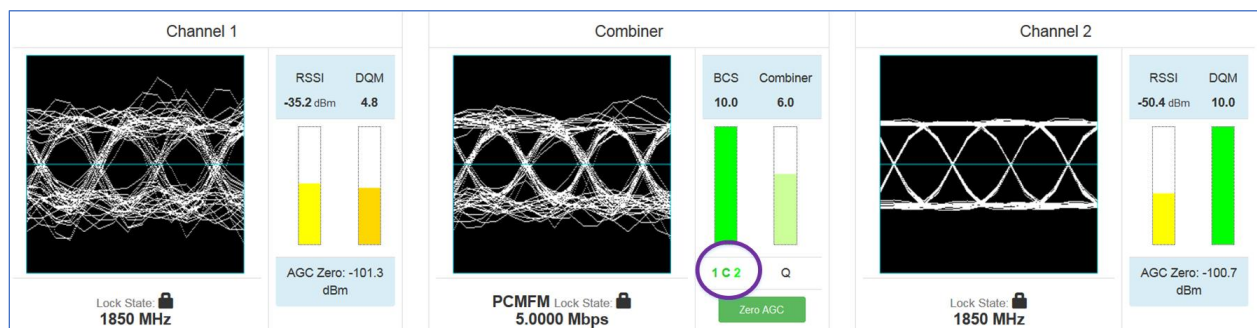 Channel 1
RSSI DQM
-35.2 dBm 4.8
AGC Zero: -101.3
dBm
Lock State:
1850 MHz
Combiner
BCS Combiner
10.0 6.0
1 C 2 Q
PCMFM Lock State:
5.0000 Mbps
Zero AGC
Channel 2
RSSI DQM
-50.4 dBm 10.0
AGC Zero: -100.7
dBm
Lock State:
1850 MHz